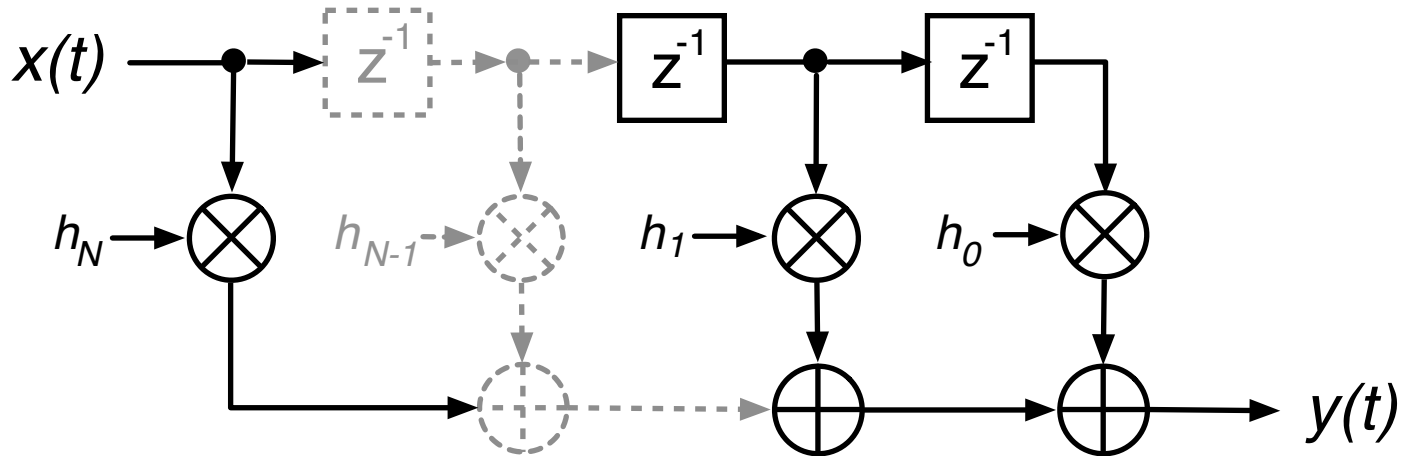 x(t)
z⁻¹
z⁻¹
z⁻¹
h_N
h_{N-1}
h_1
h_0
y(t)